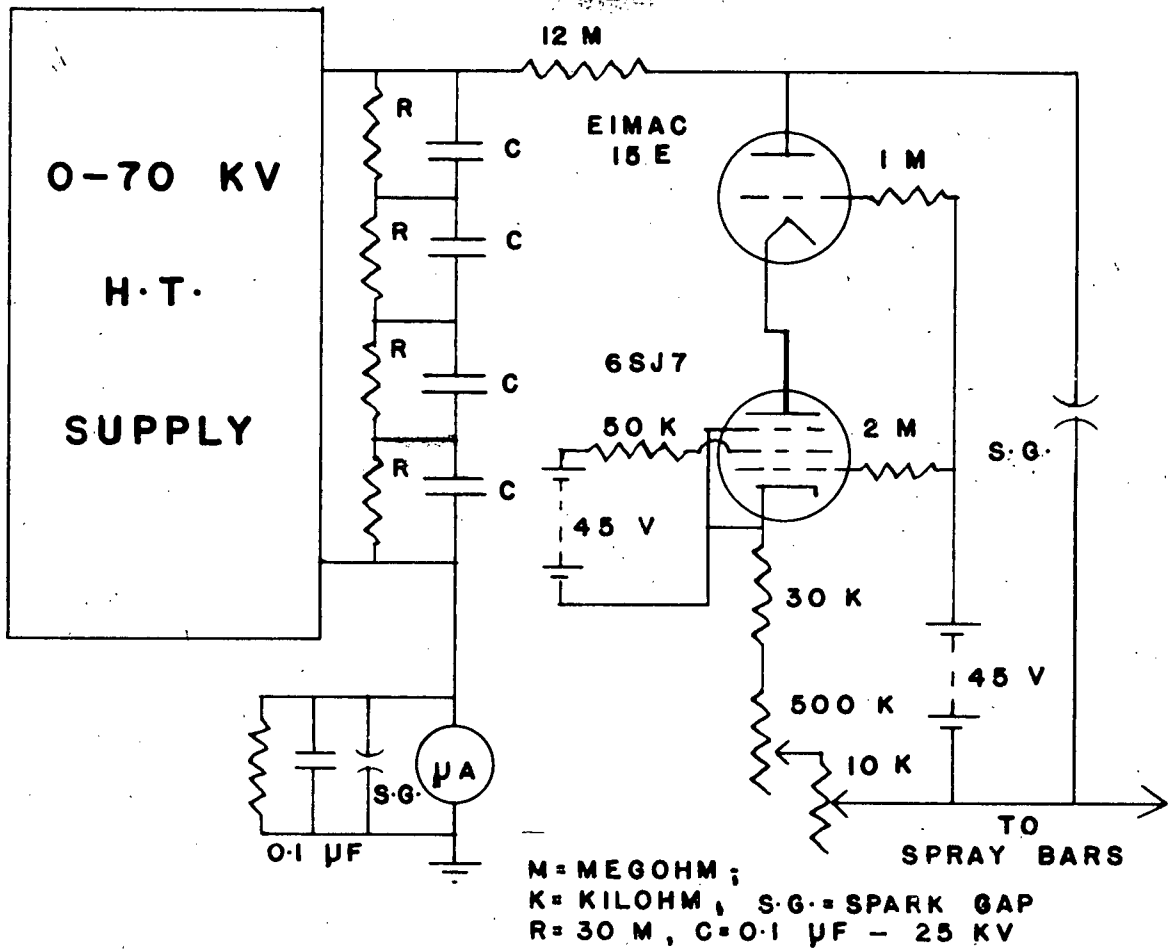 12 M
EIMAC
15 E
1 M
R
C
0-70 KV
H.T.
SUPPLY
R
C
R
C
R
C
6SJ7
50 K
2 M
S.G.
45 V
30 K
500 K
45 V
10 K
S.G.
µA
0.1 µF
TO
SPRAY BARS
M = MEGOHM ;
K = KILOHM , S.G. = SPARK GAP
R = 30 M , C = 0.1 µF - 25 KV